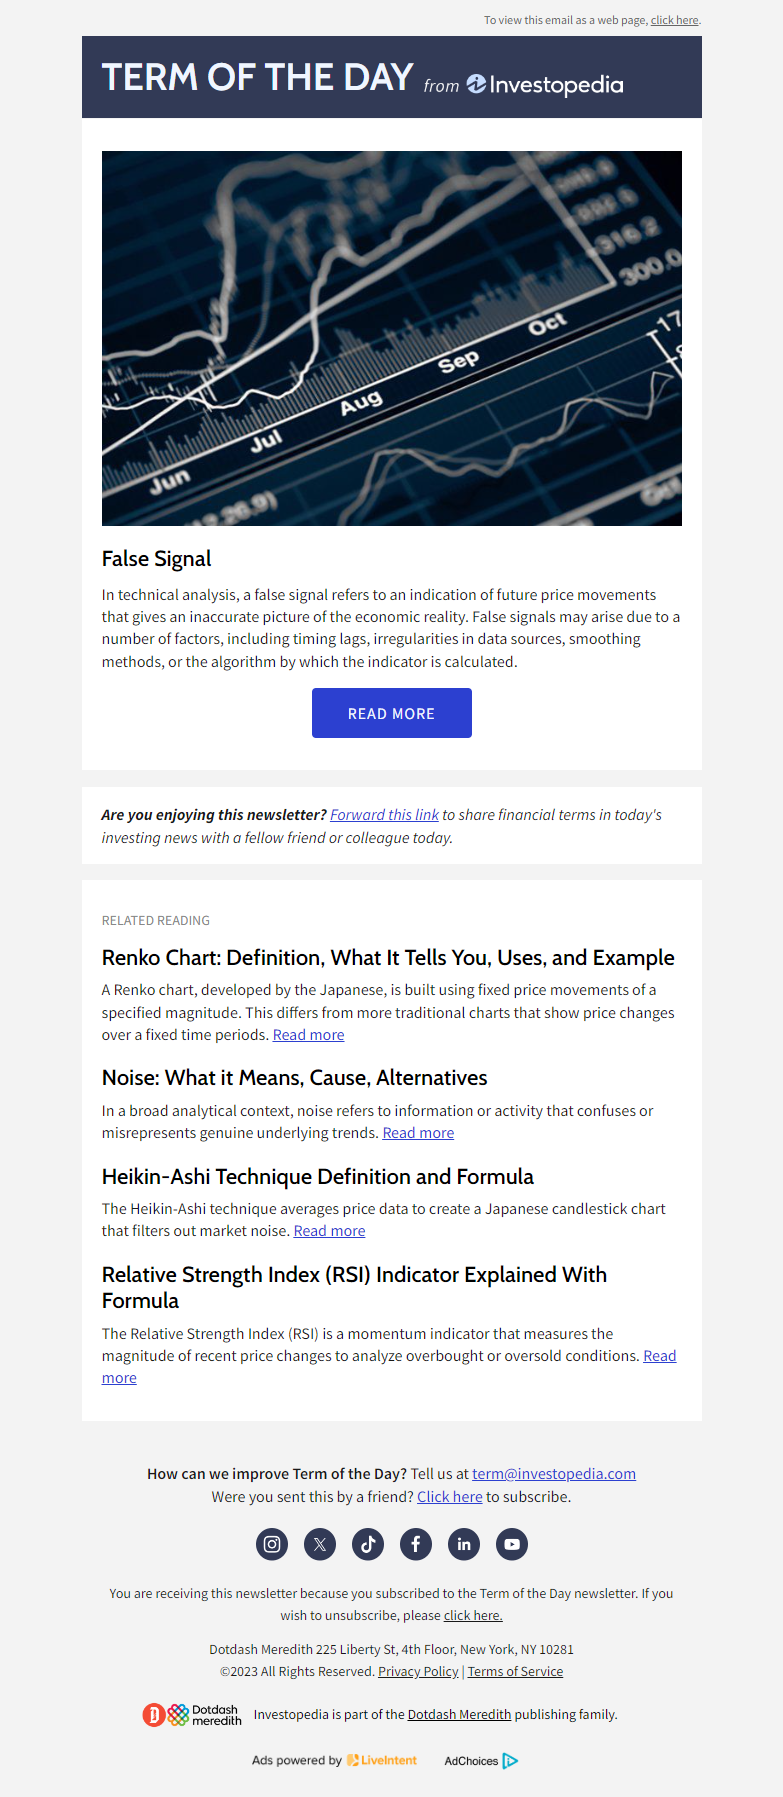 To view this email as a web page, click here.
TERM OF THE DAY from Investopedia
300.0
17
Oct
Sep
Aug
Jul
Jun
Oct
False Signal
In technical analysis, a false signal refers to an indication of future price movements
that gives an inaccurate picture of the economic reality. False signals may arise due to a
number of factors, including timing lags, irregularities in data sources, smoothing
methods, or the algorithm by which the indicator is calculated.
READ MORE
Are you enjoying this newsletter? Forward this link to share financial terms in today's
investing news with a fellow friend or colleague today.
RELATED READING
Renko Chart: Definition, What It Tells You, Uses, and Example
A Renko chart, developed by the Japanese, is built using fixed price movements of a
specified magnitude. This differs from more traditional charts that show price changes
over a fixed time periods. Read more
Noise: What it Means, Cause, Alternatives
In a broad analytical context, noise refers to information or activity that confuses or
misrepresents genuine underlying trends. Read more
Heikin-Ashi Technique Definition and Formula
The Heikin-Ashi technique averages price data to create a Japanese candlestick chart
that filters out market noise. Read more
Relative Strength Index (RSI) Indicator Explained With
Formula
The Relative Strength Index (RSI) is a momentum indicator that measures the
magnitude of recent price changes to analyze overbought or oversold conditions. Read
more
How can we improve Term of the Day? Tell us at term@investopedia.com
Were you sent this by a friend? Click here to subscribe.
You are receiving this newsletter because you subscribed to the Term of the Day newsletter. If you
wish to unsubscribe, please click here.
Dotdash Meredith 225 Liberty St, 4th Floor, New York, NY 10281
©2023 All Rights Reserved. Privacy Policy | Terms of Service
Dotdash
meredith
Investopedia is part of the Dotdash Meredith publishing family.
Ads powered by LiveIntent
AdChoices